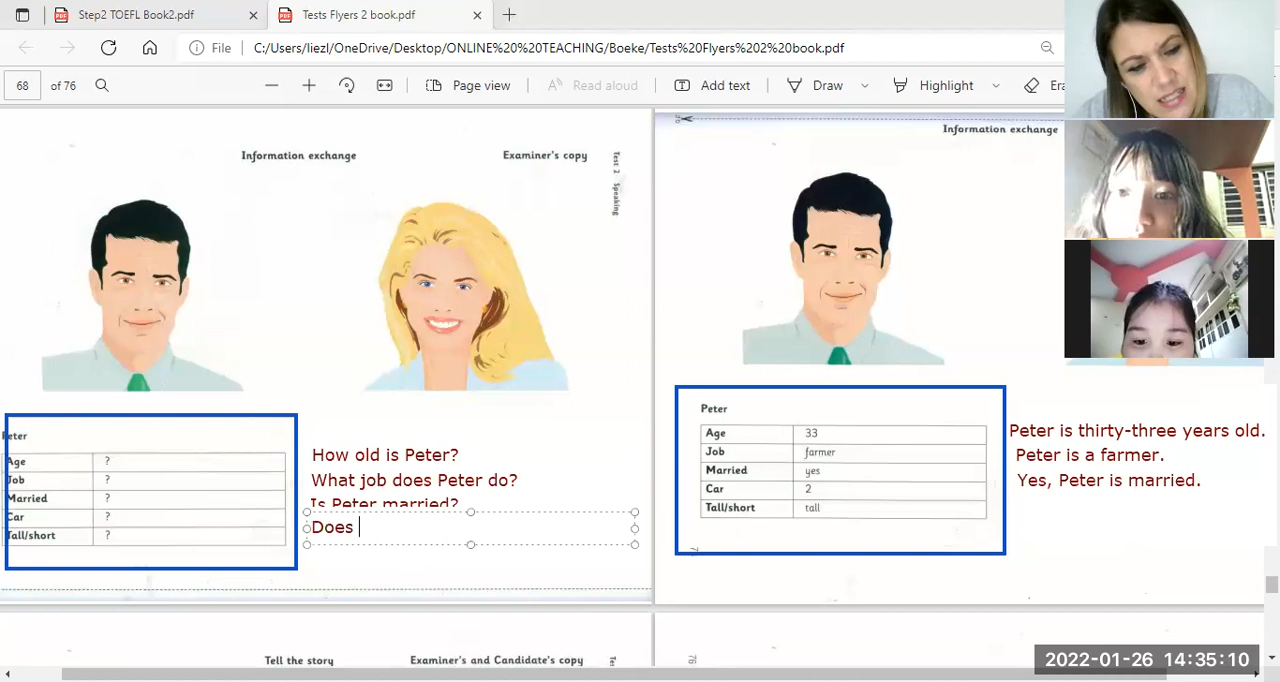 Step2 TOEFL Book2.pdf
Tests Flyers 2 book.pdf
File
C:/Users/liezl/OneDrive/Desktop/ONLINE%20%20TEACHING/Boeke/Tests%20Flyers%202%20book.pdf
68 of 76
Page view
Read aloud
Add text
Draw
Highlight
Era
Information exchange
Examiner's copy
Test 2 Speaking
Peter
Age ?
Job ?
Married ?
Car ?
Tall/short ?
How old is Peter?
What job does Peter do?
Is Peter married?
Does
Information exchange
Peter
Age 33
Job farmer
Married yes
Car 2
Tall/short tall
Peter is thirty-three years old.
Peter is a farmer.
Yes, Peter is married.
Tell the story
Examiner's and Candidate's copy
2022-01-26 14:35:10